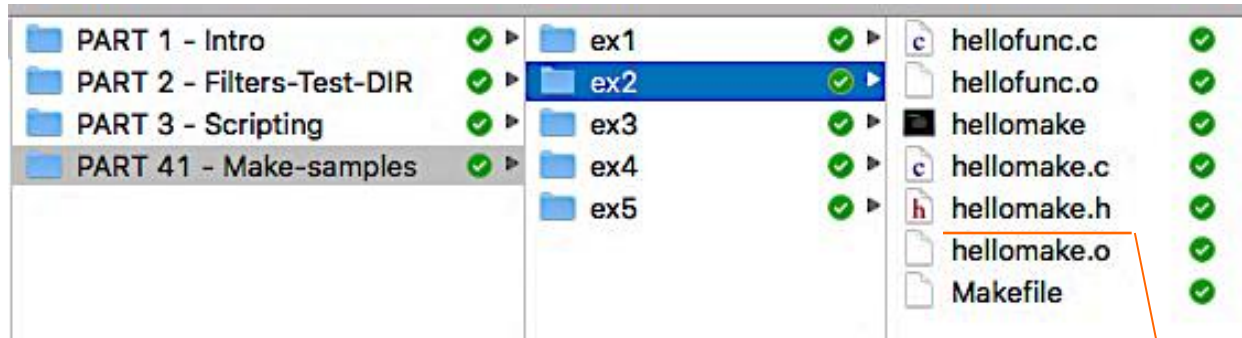 PART 1 - Intro
PART 2 - Filters-Test-DIR
PART 3 - Scripting
PART 41 - Make-samples
ex1
ex2
ex3
ex4
ex5
c hellofunc.c
hellofunc.o
hellomake
c hellomake.c
h hellomake.h
hellomake.o
Makefile